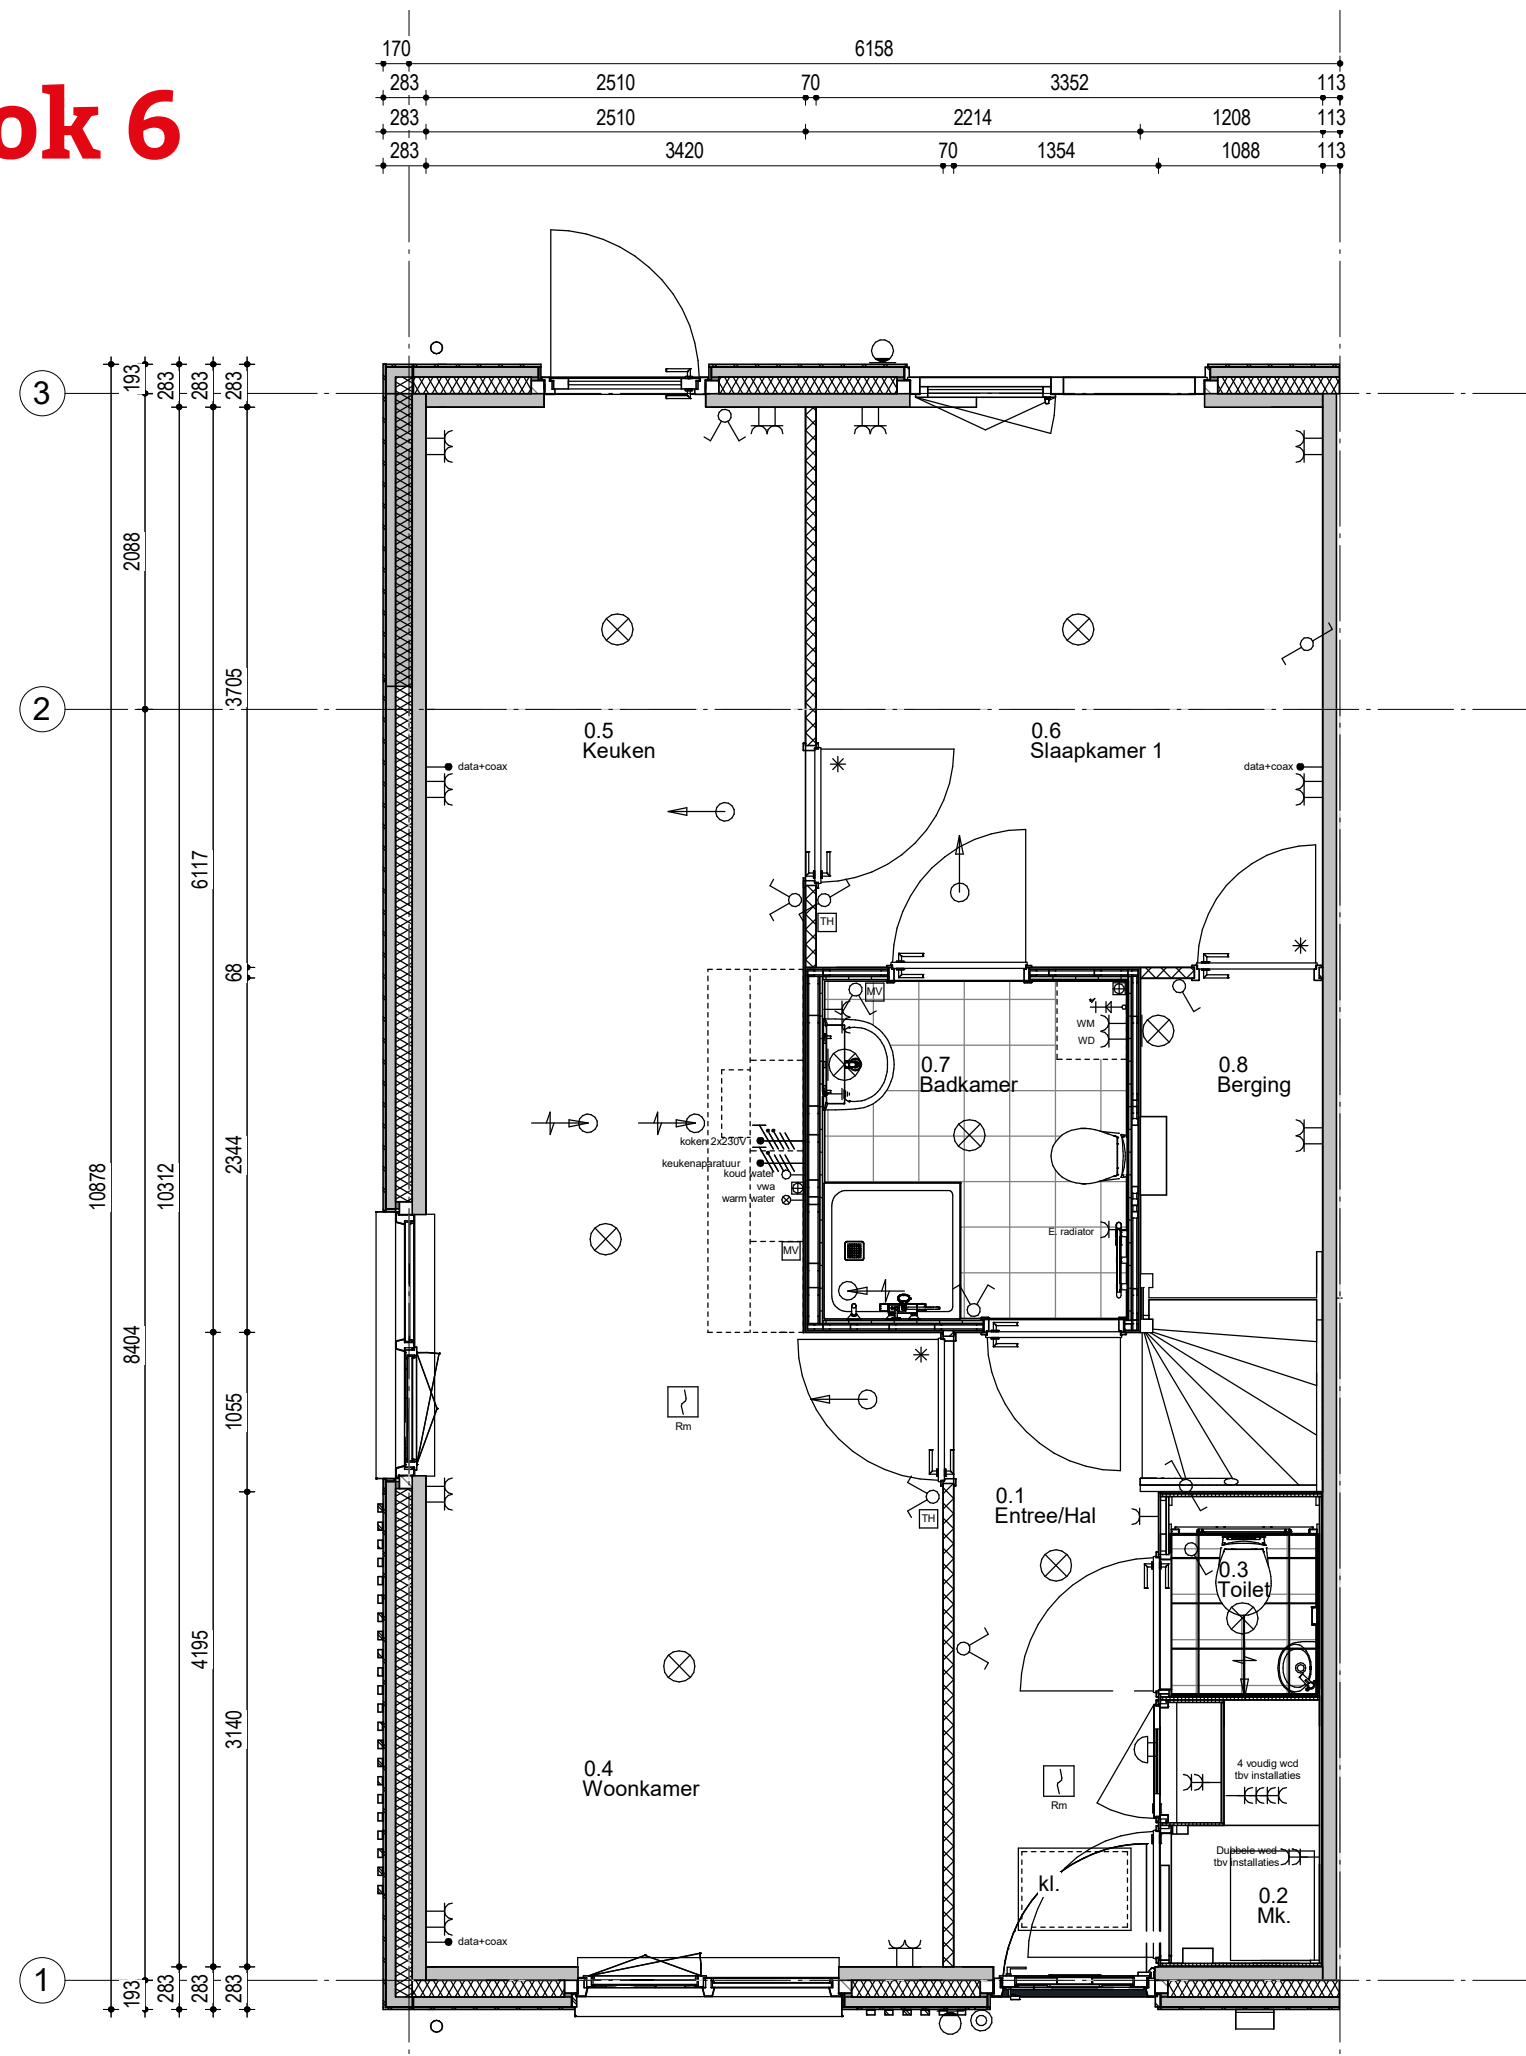 170 6158
283 2510 70 3352 113
283 2510 2214 1208 113
283 3420 70 1354 1088 113
ok 6
3
2
1
193 283 283 283
2088
3705
6117
68
2344
10878 10312
8404
1055
4195
3140
193 283 283 283
0.5
Keuken
0.6
Slaapkamer 1
data+coax
data+coax
TH
MV
WM
WD
0.7
Badkamer
0.8
Berging
koken 2x230V
keukenaparatuur
koud water
vwa
warm water
MV
E. radiator
Rm
TH
0.1
Entree/Hal
0.3
Toilet
0.4
Woonkamer
Rm
4 voudig wcd
tbv installaties
Dubbele wcd
tbv installaties
kl.
0.2
Mk.
data+coax